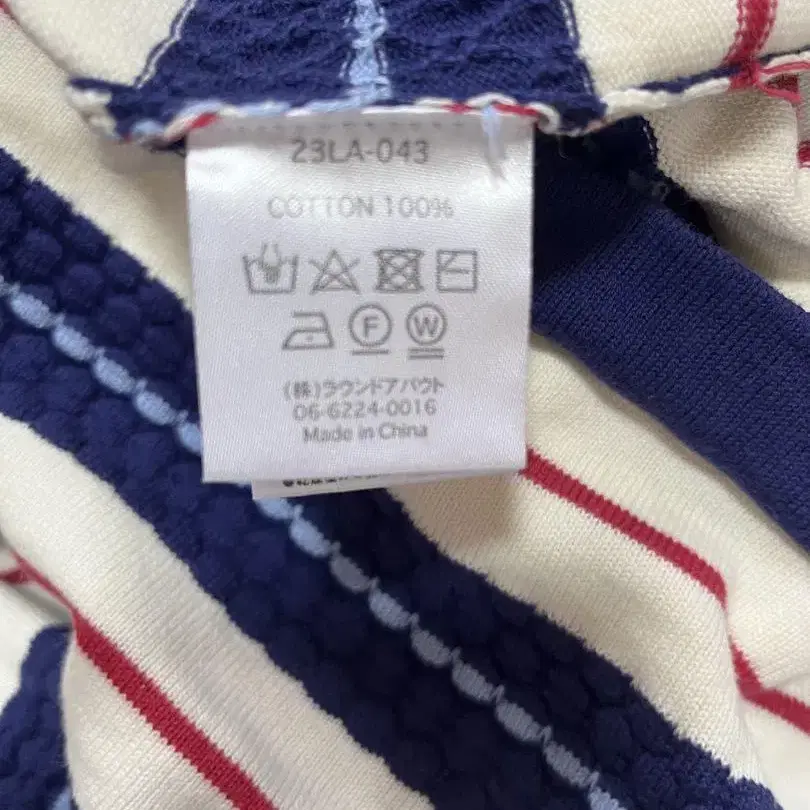 23LA-043
COTTON 100%
F W
(株)ラウンドアバウト
06-6224-0016
Made in China